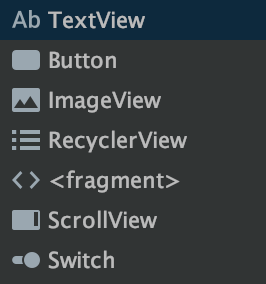 Ab TextView
Button
ImageView
RecyclerView
<fragment>
ScrollView
Switch